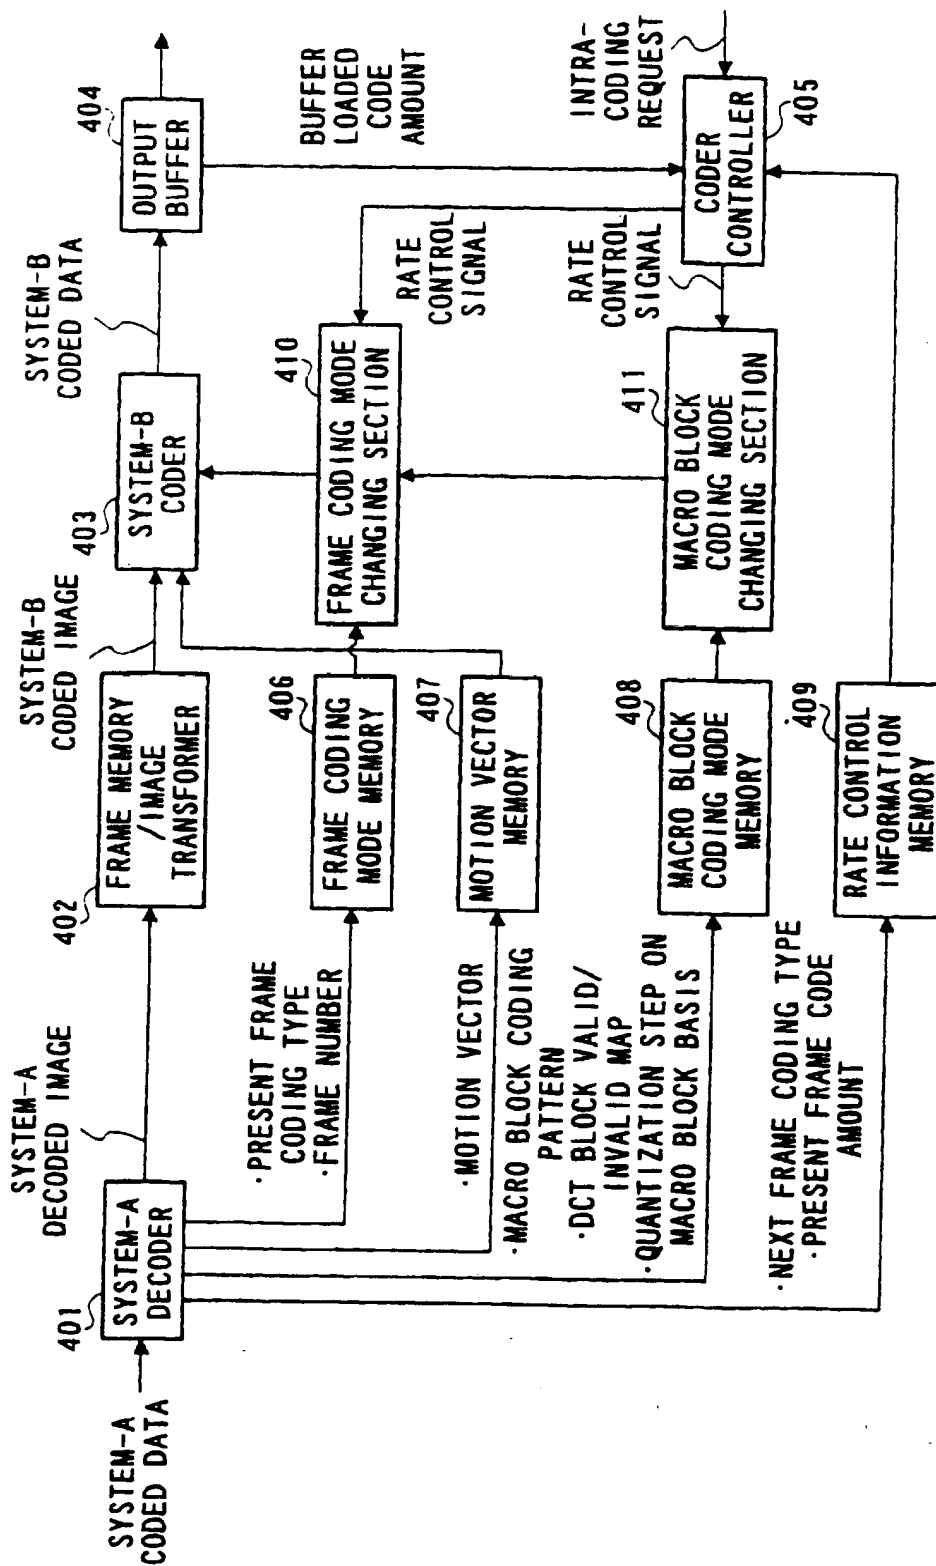 SYSTEM-A
CODED DATA
401
SYSTEM-A
DECODER
SYSTEM-A
DECODED IMAGE
402
FRAME MEMORY
/IMAGE
TRANSFORMER
SYSTEM-B
CODED IMAGE
403
SYSTEM-B
CODER
SYSTEM-B
CODED DATA
404
OUTPUT
BUFFER
·PRESENT FRAME
CODING TYPE
·FRAME NUMBER
406
FRAME CODING
MODE MEMORY
410
FRAME CODING MODE
CHANGING SECTION
RATE
CONTROL
SIGNAL
BUFFER
LOADED
CODE
AMOUNT
·MOTION VECTOR
407
MOTION VECTOR
MEMORY
·MACRO BLOCK CODING
PATTERN
·DCT BLOCK VALID/
INVALID MAP
·QUANTIZATION STEP ON
MACRO BLOCK BASIS
408
MACRO BLOCK
CODING MODE
MEMORY
411
MACRO BLOCK
CODING MODE
CHANGING SECTION
RATE
CONTROL
SIGNAL
INTRA-
CODING
REQUEST
CODER
CONTROLLER
405
·NEXT FRAME CODING TYPE
·PRESENT FRAME CODE
AMOUNT
409
RATE CONTROL
INFORMATION
MEMORY